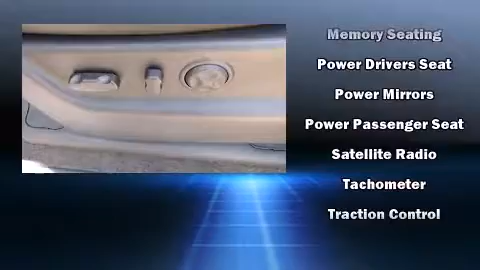 Memory Seating
Power Drivers Seat
Power Mirrors
Power Passenger Seat
Satellite Radio
Tachometer
Traction Control